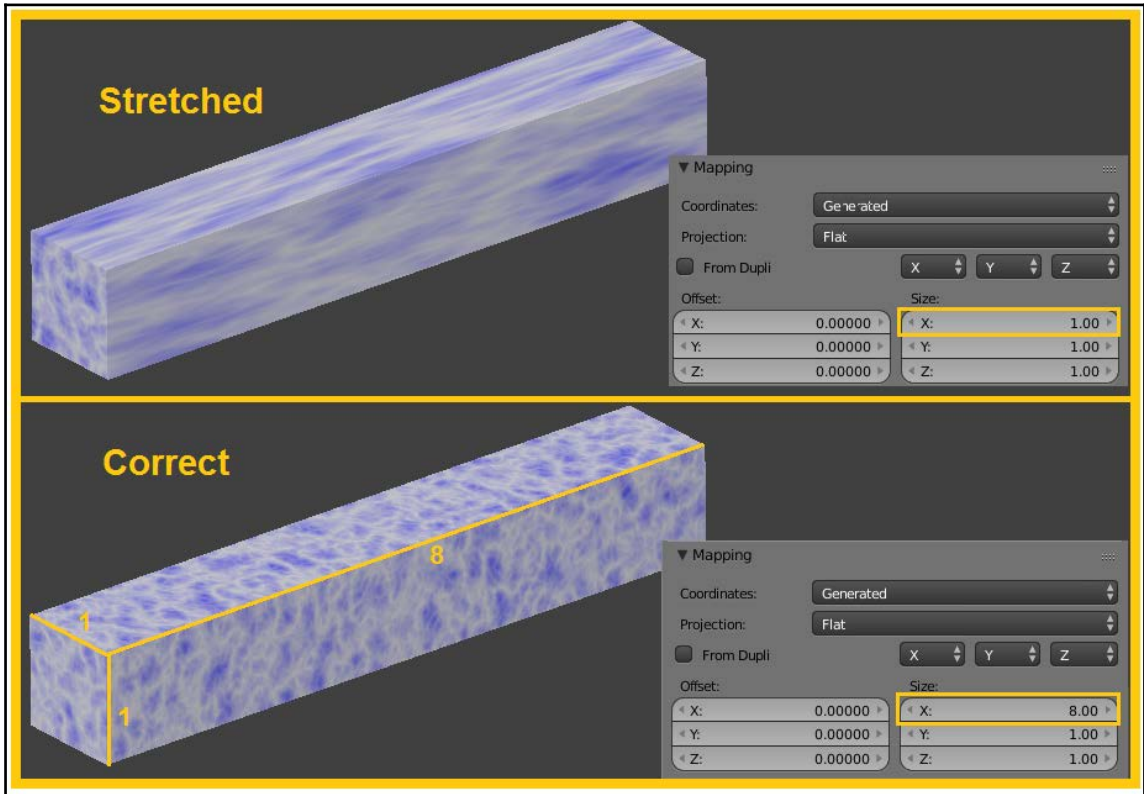 Stretched
▼ Mapping
Coordinates: Generated
Projection: Flat
From Dupli X Y Z
Offset: Size:
X: 0.00000 X: 1.00
Y: 0.00000 Y: 1.00
Z: 0.00000 Z: 1.00
Correct
8
1
1
▼ Mapping
Coordinates: Generated
Projection: Flat
From Dupli X Y Z
Offset: Size:
X: 0.00000 X: 8.00
Y: 0.00000 Y: 1.00
Z: 0.00000 Z: 1.00